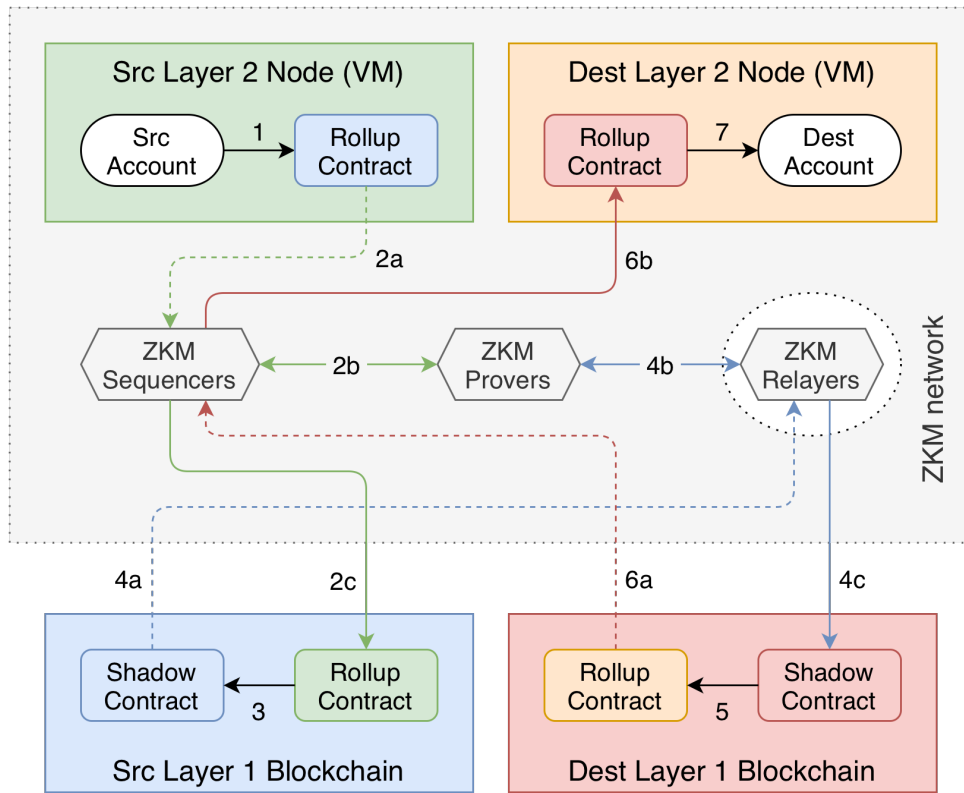 Src Layer 2 Node (VM)
Dest Layer 2 Node (VM)
Src
Account
1
Rollup
Contract
Rollup
Contract
7
Dest
Account
2a
6b
ZKM
Sequencers
2b
ZKM
Provers
4b
ZKM
Relayers
ZKM network
4a
2c
6a
4c
Shadow
Contract
3
Rollup
Contract
Rollup
Contract
5
Shadow
Contract
Src Layer 1 Blockchain
Dest Layer 1 Blockchain